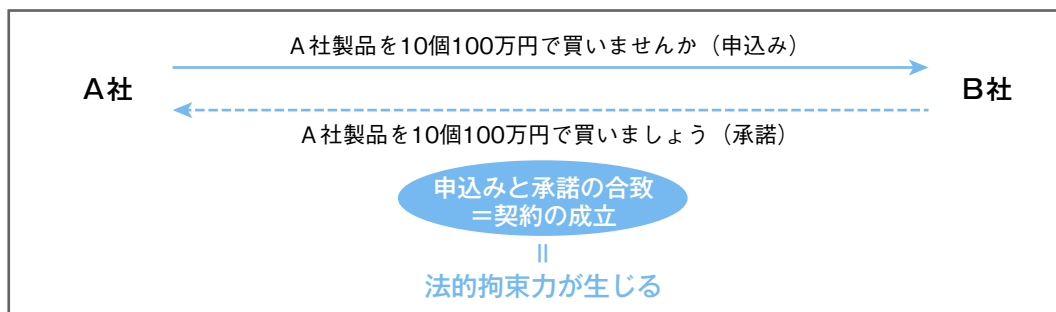 A社製品を10個100万円で買いませんか（申込み）
A社
B社
A社製品を10個100万円で買いましょう（承諾）
申込みと承諾の合致
＝契約の成立
＝
法的拘束力が生じる